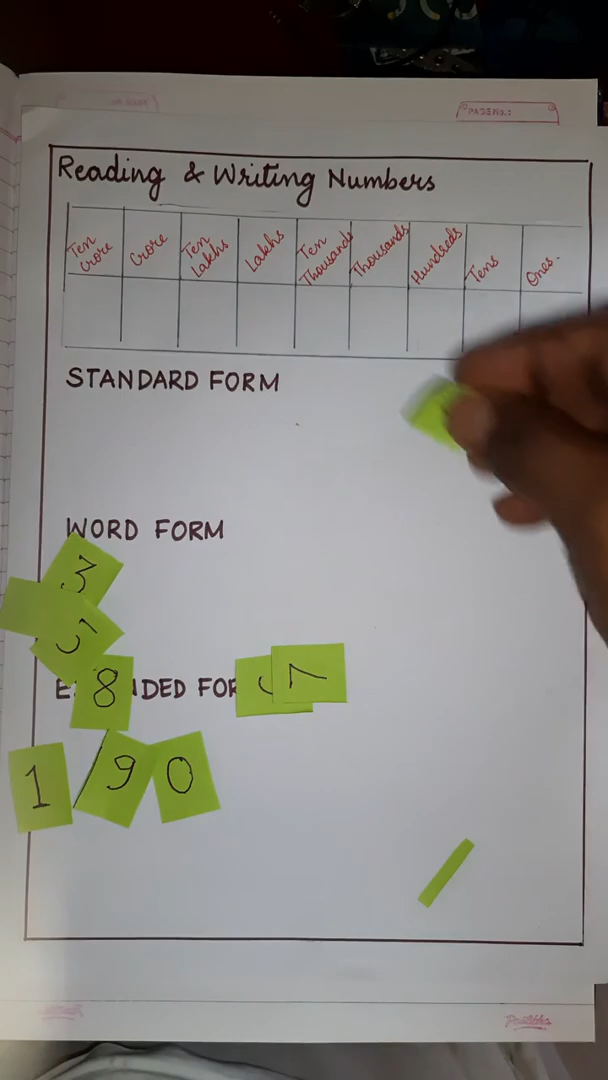 PAGE No.:
Reading & Writing Numbers
Ten Crore Crore Ten Lakhs Lakhs Ten Thousands Thousands Hundreds Tens Ones.
STANDARD FORM
WORD FORM
3
8
7
1
9
0